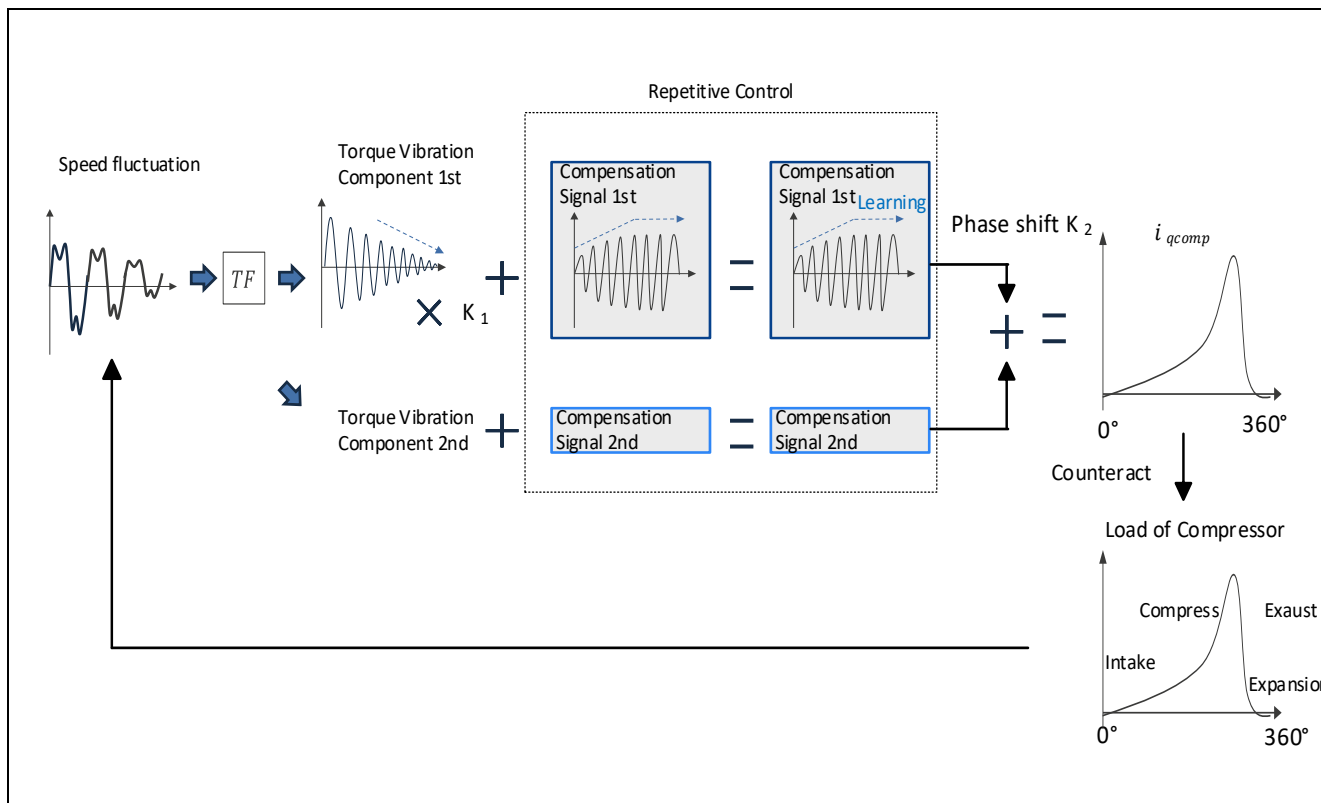 Repetitive Control
Speed fluctuation
Torque Vibration
Component 1st
Compensation
Signal 1st
Compensation
Signal 1st
Learning
Phase shift K 2
i qcomp
TF
K 1
Torque Vibration
Component 2nd
Compensation
Signal 2nd
Compensation
Signal 2nd
0° 360°
Counteract
Load of Compressor
Compress Exaust
Intake
Expansion
0° 360°